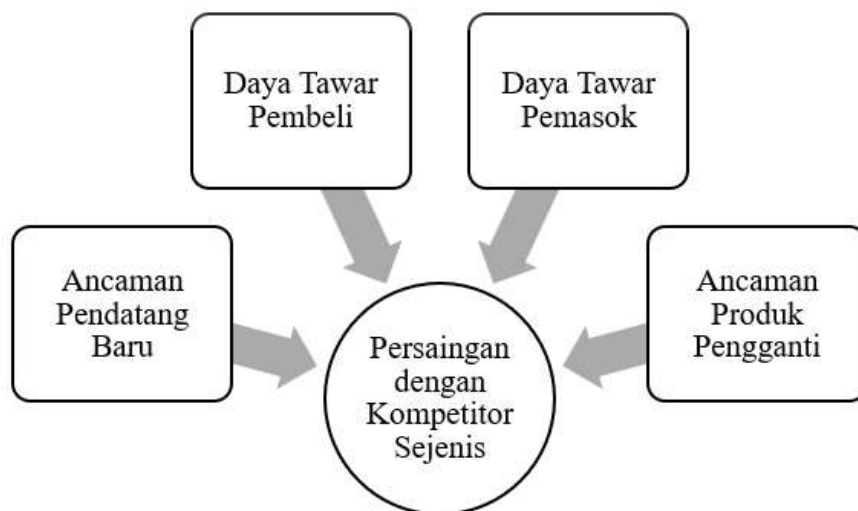 Daya Tawar
Pembeli
Daya Tawar
Pemasok
Ancaman
Pendatang
Baru
Persaingan
dengan
Kompetitor
Sejenis
Ancaman
Produk
Pengganti